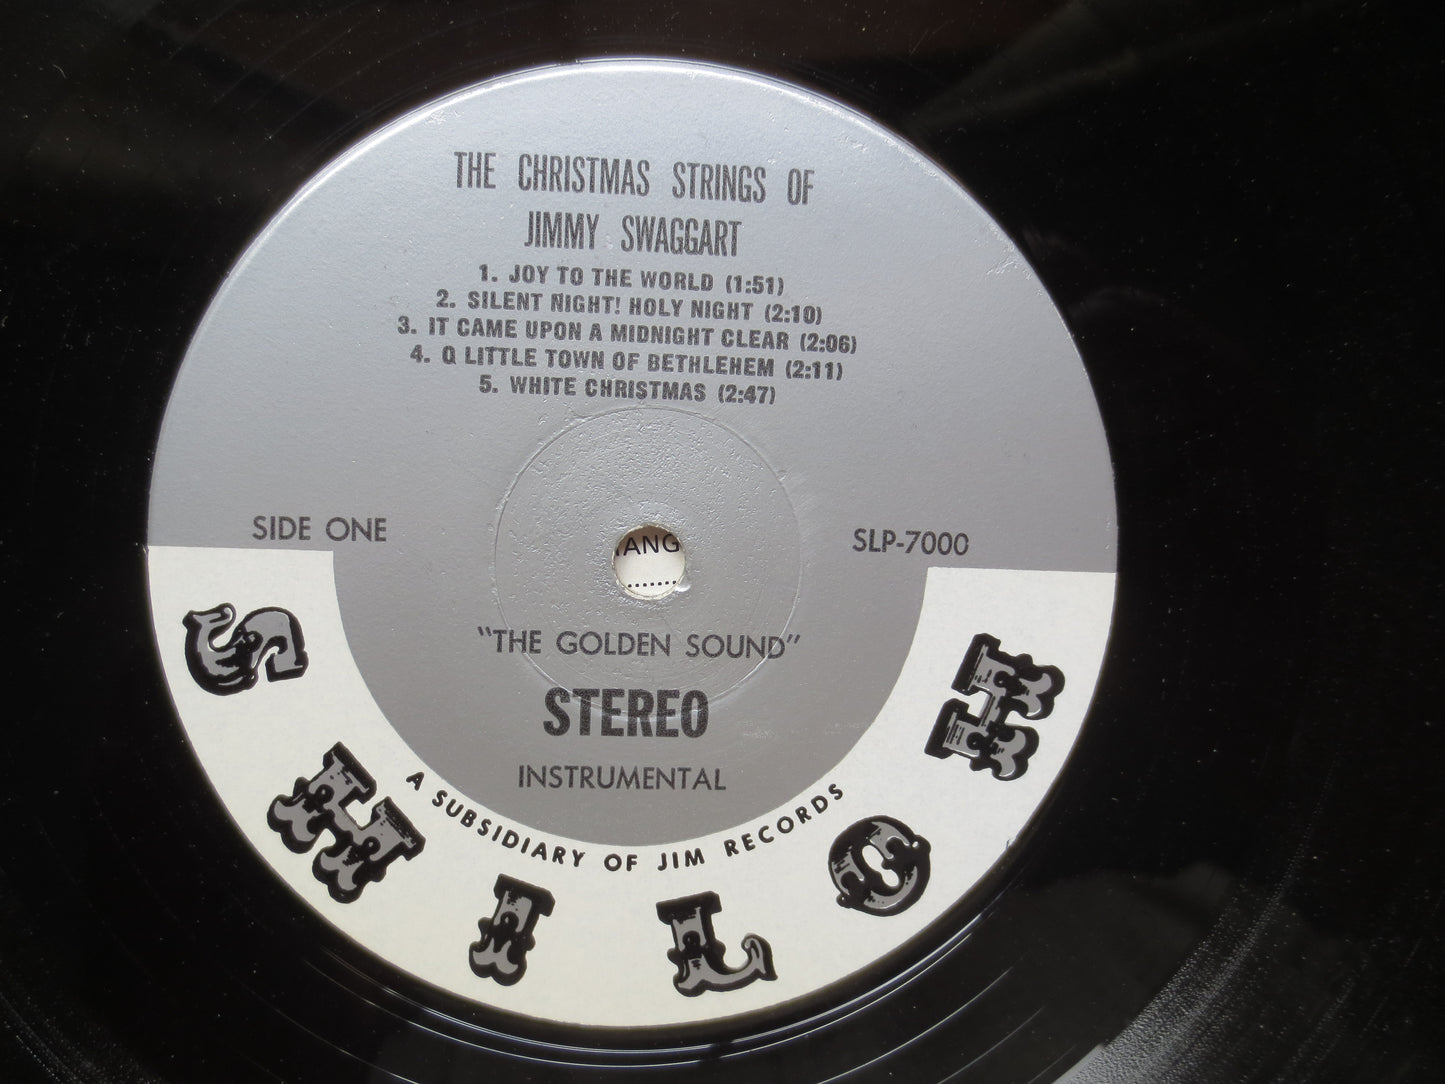 THE CHRISTMAS STRINGS OF
JIMMY SWAGGART
1. JOY TO THE WORLD (1:51)
2. SILENT NIGHT! HOLY NIGHT (2:10)
3. IT CAME UPON A MIDNIGHT CLEAR (2:06)
4. O LITTLE TOWN OF BETHLEHEM (2:11)
5. WHITE CHRISTMAS (2:47)
SIDE ONE
SLP-7000
"THE GOLDEN SOUND"
STEREO
INSTRUMENTAL
A SUBSIDIARY OF JIM RECORDS
SHILOH